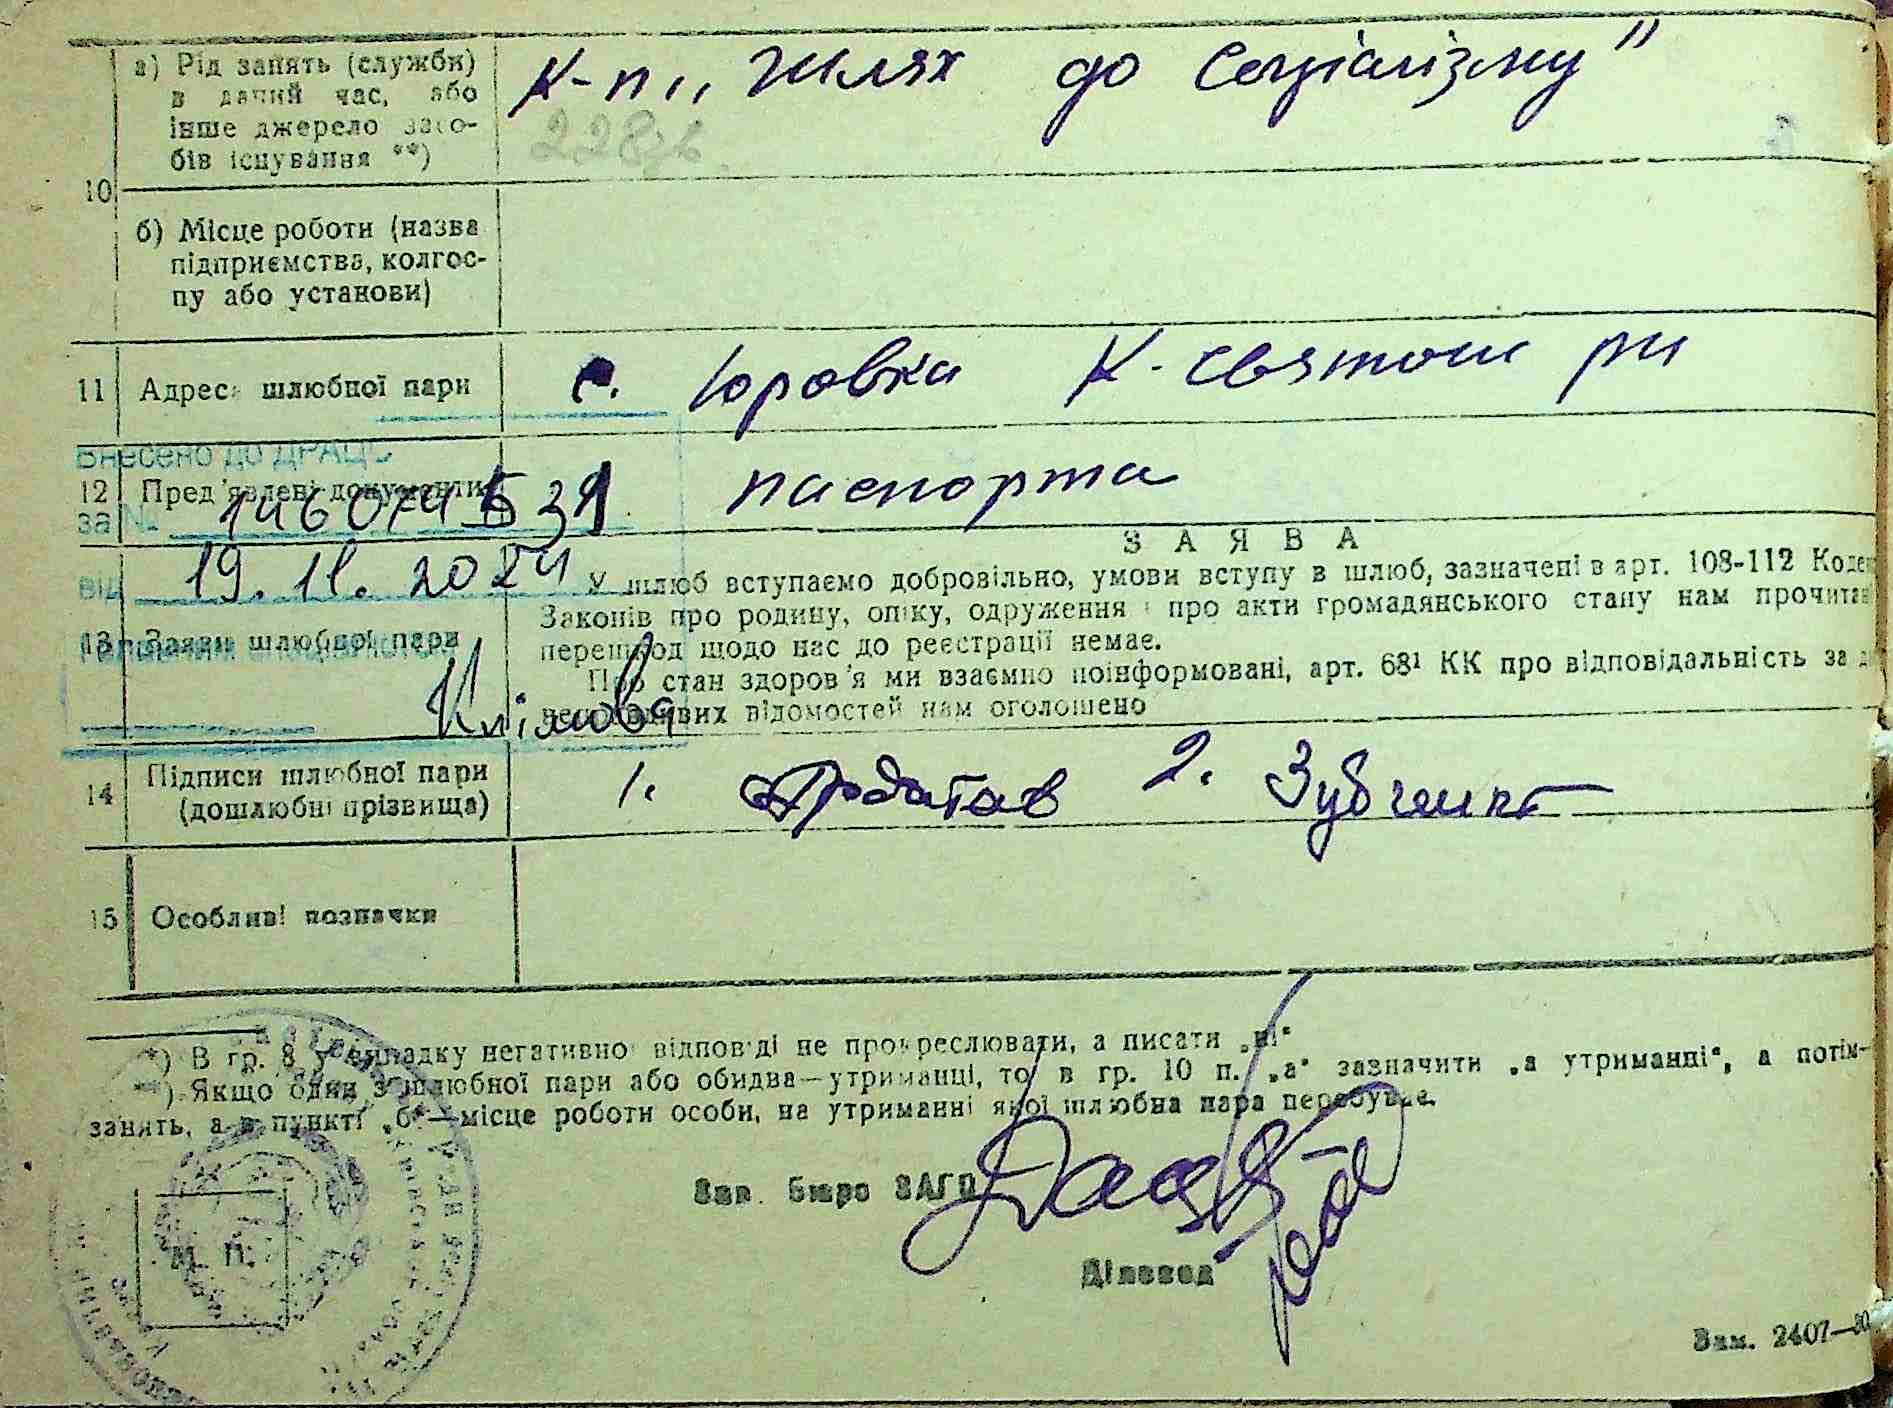 10
а) Рід занять (служби)
в даний час, або
інше джерело засо-
бів існування **)
К-п „Шлях до Соціалізму"
228
б) Місце роботи (назва
підприємства, колгос-
пу або установи)
11 Адреса шлюбної пари
с. Юровка К-Святош рн
Внесено до ДРАЦС
12 Пред'явлені документи
паспорта
за №
від 19.11.2024
13 Заяви шлюбної пари
ЗАЯВА
У шлюб вступаємо добровільно, умови вступу в шлюб, зазначені в арт. 108-112 Коде
Законів про родину, опіку, одруження і про акти громадянського стану нам прочита
перешкод щодо нас до реєстрації немає.
Про стан здоров'я ми взаємно поінформовані, арт. 68¹ КК про відповідальність за
відомостей нам оголошено
14 Підписи шлюбної пари
(дошлюбні прізвища)
1.
2.
15 Особливі позначки
*) В гр. 8 у випадку негативної відповіді не прокреслювати, а писати „ні“
**) Якщо один з шлюбної пари або обидва—утриманці, то в гр. 10 п. „а“ зазначити „а утриманні“, а потім—
занять, а в пункті „б“—місце роботи особи, на утриманні якої шлюбна пара перебуває.
Зав. Бюро ЗАГС
Діловод
М. П.
Зам. 2407—